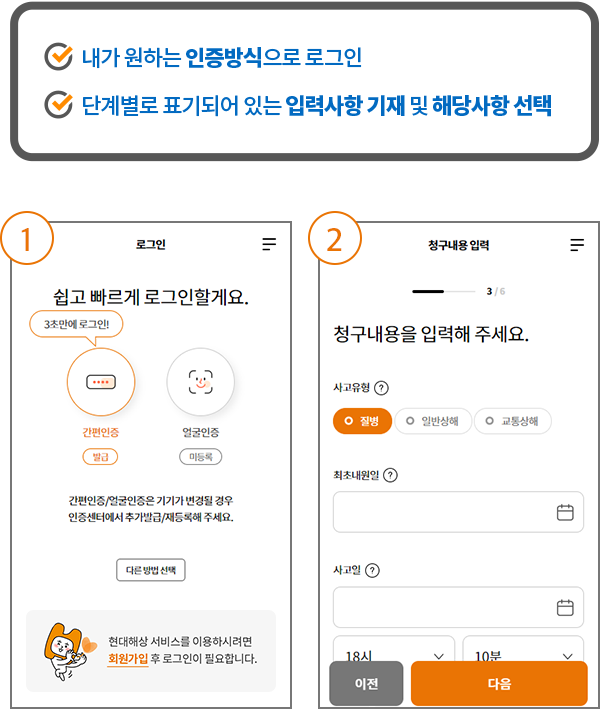 내가 원하는 인증방식으로 로그인
단계별로 표기되어 있는 입력사항 기재 및 해당사항 선택
1
로그인
쉽고 빠르게 로그인할게요.
3초만에 로그인!
간편인증 얼굴인증
발급 미등록
간편인증/얼굴인증은 기기가 변경될 경우
인증센터에서 추가발급/재등록해 주세요.
다른 방법 선택
현대해상 서비스를 이용하시려면
회원가입 후 로그인이 필요합니다.
2
청구내용 입력
3 / 6
청구내용을 입력해 주세요.
사고유형 ?
질병 일반상해 교통상해
최초내원일 ?
사고일 ?
18시 10분
이전 다음